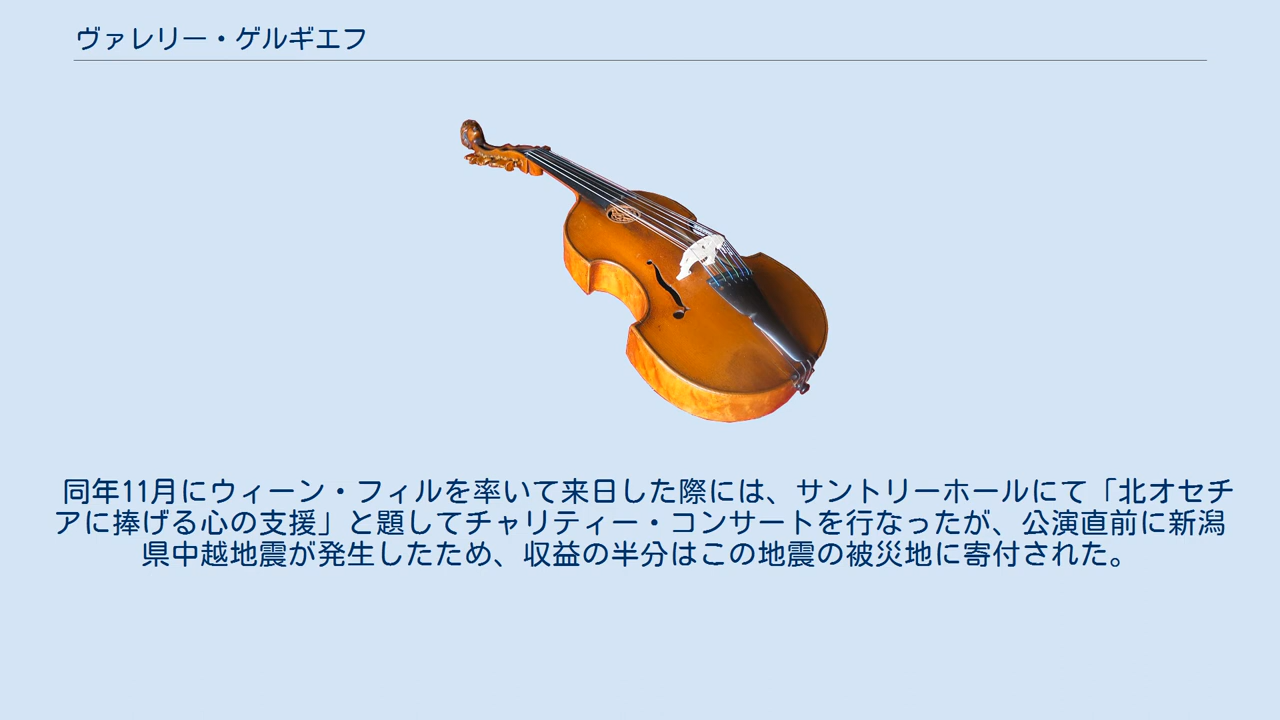 ヴァレリー・ゲルギエフ
同年11月にウィーン・フィルを率いて来日した際には、サントリーホールにて「北オセチ
アに捧げる心の支援」と題してチャリティー・コンサートを行なったが、公演直前に新潟
県中越地震が発生したため、収益の半分はこの地震の被災地に寄付された。